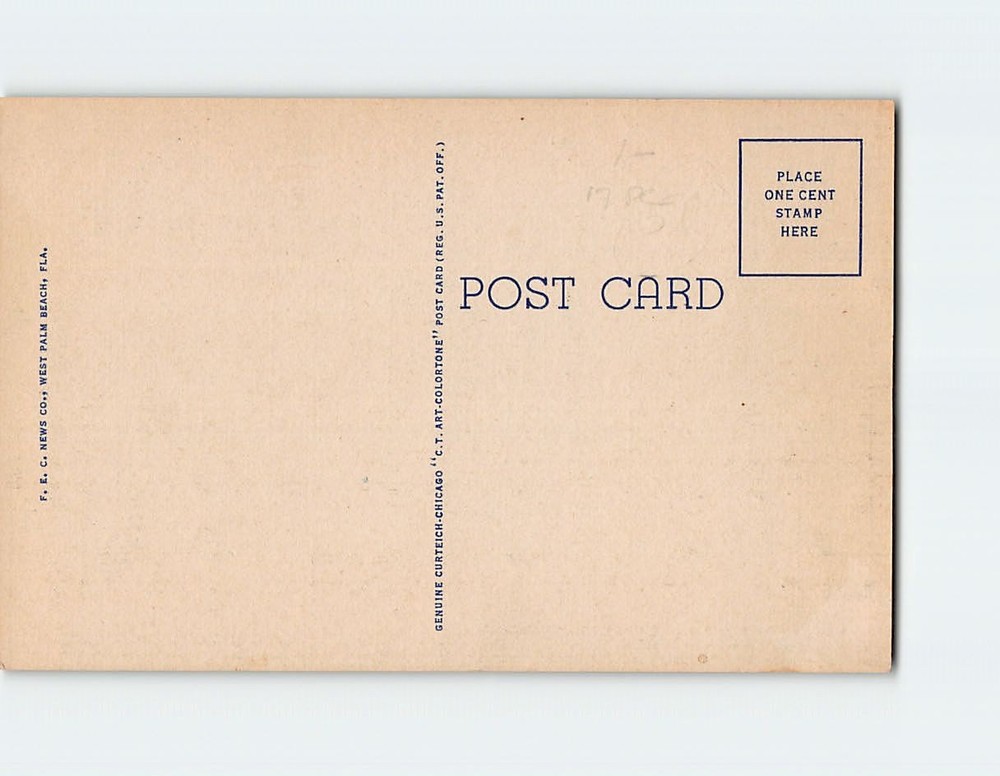 F. E. C. NEWS CO., WEST PALM BEACH, FLA.
GENUINE CURTEICH-CHICAGO "C.T. ART-COLORTONE" POST CARD (REG. U.S. PAT. OFF.)
POST CARD
PLACE
ONE CENT
STAMP
HERE